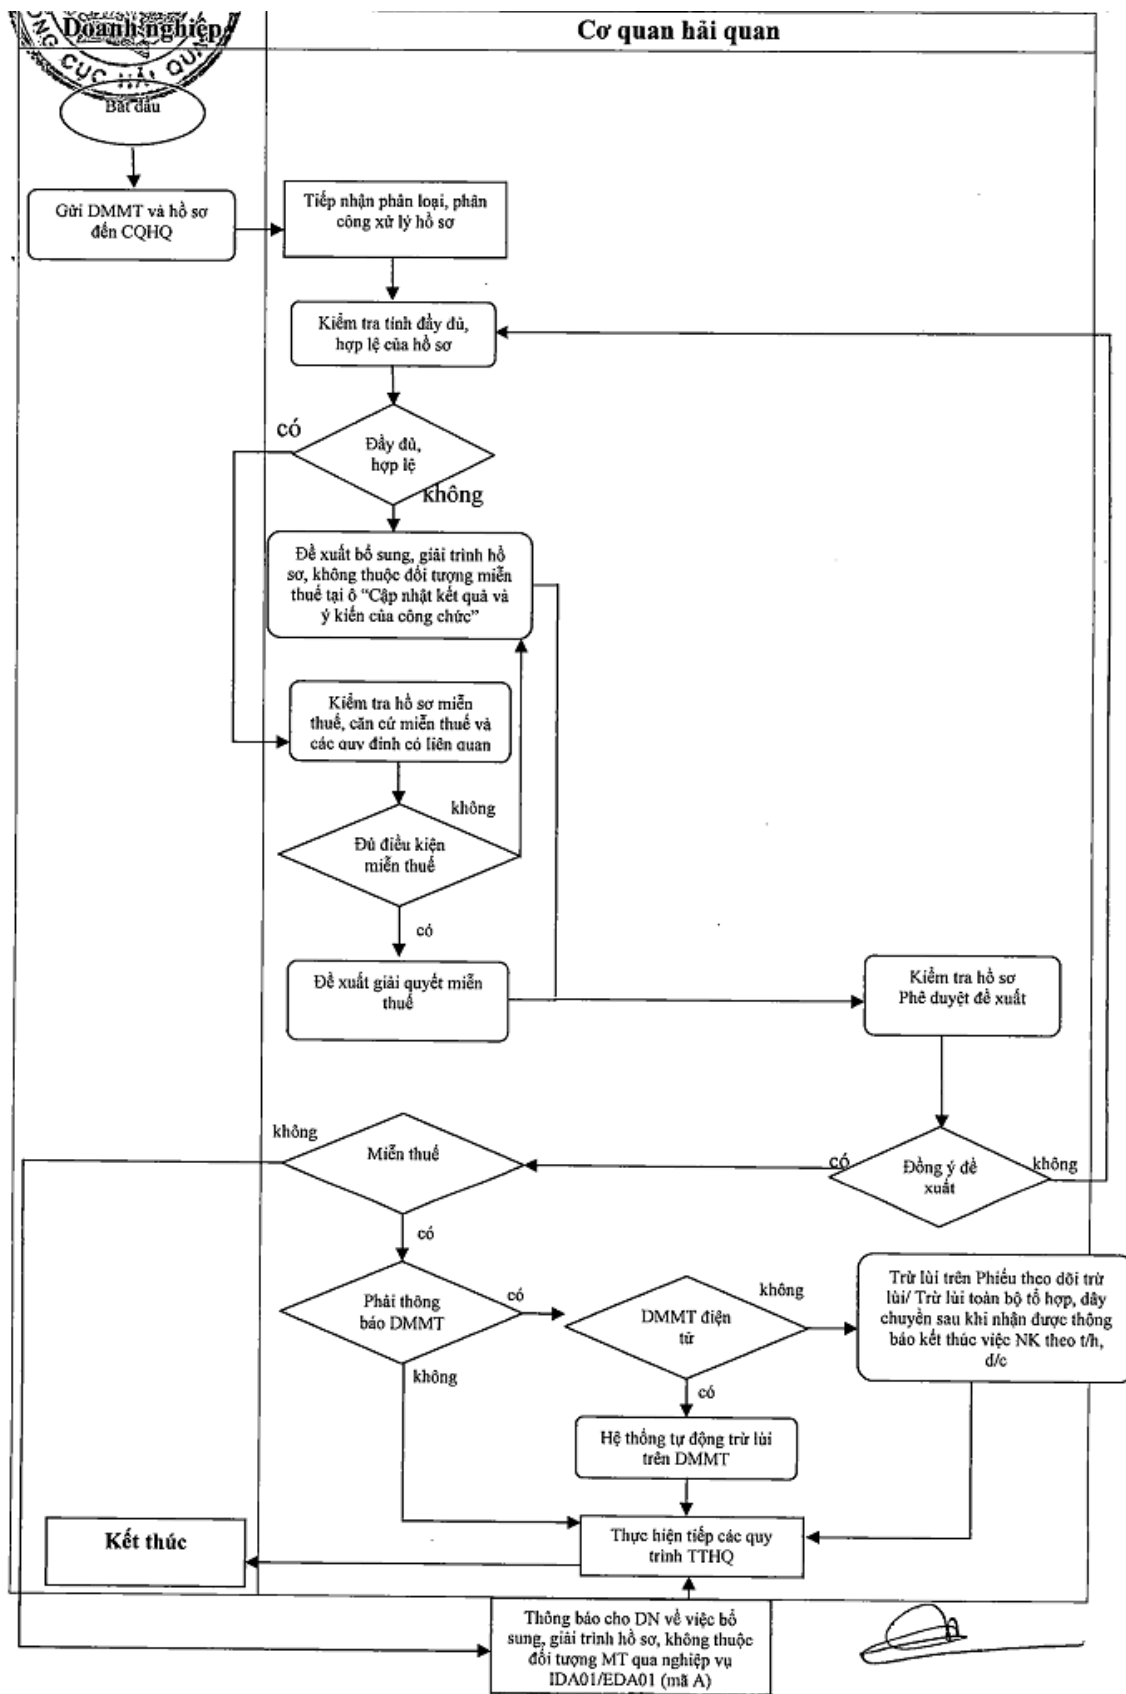 Doanh nghiệp
Cơ quan hải quan
CỤC HẢI QUAN
Bắt đầu
Gửi DMMT và hồ sơ
đến CQHQ
Tiếp nhận phân loại, phân
công xử lý hồ sơ
Kiểm tra tính đầy đủ,
hợp lệ của hồ sơ
có
Đầy đủ,
hợp lệ
không
Đề xuất bổ sung, giải trình hồ
sơ, không thuộc đối tượng miễn
thuế tại ô “Cập nhật kết quả và
ý kiến của công chức”
Kiểm tra hồ sơ miễn
thuế, căn cứ miễn thuế và
các quy định có liên quan
không
Đủ điều kiện
miễn thuế
có
Đề xuất giải quyết miễn
thuế
Kiểm tra hồ sơ
Phê duyệt đề xuất
không
Miễn thuế
có
Đồng ý đề
xuất
không
có
Phải thông
báo DMMT
có
DMMT điện
tử
không
Trừ lùi trên Phiếu theo dõi trừ
lùi/ Trừ lùi toàn bộ tổ hợp, dây
chuyền sau khi nhận được thông
báo kết thúc việc NK theo t/h,
d/c
không
có
Hệ thống tự động trừ lùi
trên DMMT
Kết thúc
Thực hiện tiếp các quy
trình TTHQ
Thông báo cho DN về việc bổ
sung, giải trình hồ sơ, không thuộc
đối tượng MT qua nghiệp vụ
IDA01/EDA01 (mã A)